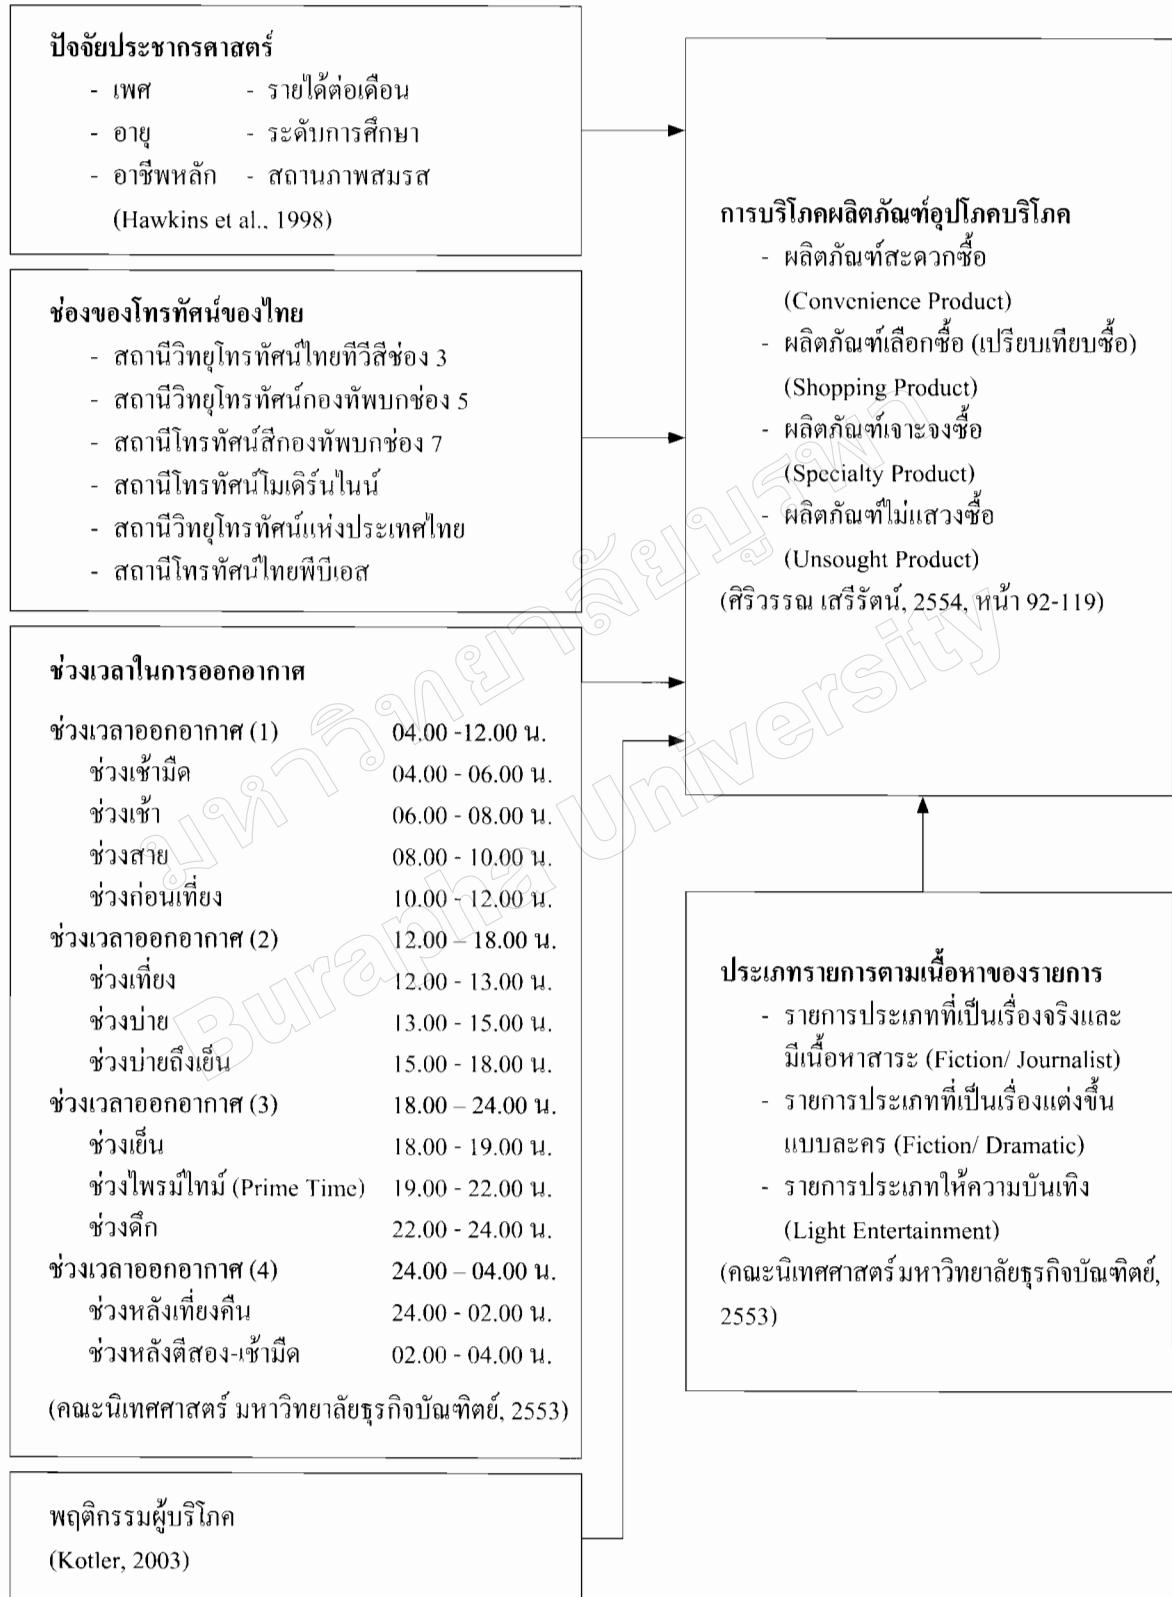 ปัจจัยประชากรศาสตร์
- เพศ - รายได้ต่อเดือน
- อายุ - ระดับการศึกษา
- อาชีพหลัก - สถานภาพสมรส
(Hawkins et al., 1998)
ช่องของโทรทัศน์ของไทย
- สถานีวิทยุโทรทัศน์ไทยทีวีสีช่อง 3
- สถานีวิทยุโทรทัศน์กองทัพบกช่อง 5
- สถานีโทรทัศน์สีกองทัพบกช่อง 7
- สถานีโทรทัศน์โมเดิร์นไนน์
- สถานีวิทยุโทรทัศน์แห่งประเทศไทย
- สถานีโทรทัศน์ไทยพีบีเอส
ช่วงเวลาในการออกอากาศ
ช่วงเวลาออกอากาศ (1) 04.00 -12.00 น.
ช่วงเช้ามืด 04.00 - 06.00 น.
ช่วงเช้า 06.00 - 08.00 น.
ช่วงสาย 08.00 - 10.00 น.
ช่วงก่อนเที่ยง 10.00 - 12.00 น.
ช่วงเวลาออกอากาศ (2) 12.00 – 18.00 น.
ช่วงเที่ยง 12.00 - 13.00 น.
ช่วงบ่าย 13.00 - 15.00 น.
ช่วงบ่ายถึงเย็น 15.00 - 18.00 น.
ช่วงเวลาออกอากาศ (3) 18.00 – 24.00 น.
ช่วงเย็น 18.00 - 19.00 น.
ช่วงไพรม์ไทม์ (Prime Time) 19.00 - 22.00 น.
ช่วงดึก 22.00 - 24.00 น.
ช่วงเวลาออกอากาศ (4) 24.00 – 04.00 น.
ช่วงหลังเที่ยงคืน 24.00 - 02.00 น.
ช่วงหลังตีสอง-เช้ามืด 02.00 - 04.00 น.
(คณะนิเทศศาสตร์ มหาวิทยาลัยธุรกิจบัณฑิตย์, 2553)
พฤติกรรมผู้บริโภค
(Kotler, 2003)
การบริโภคผลิตภัณฑ์อุปโภคบริโภค
- ผลิตภัณฑ์สะดวกซื้อ
(Convenience Product)
- ผลิตภัณฑ์เลือกซื้อ (เปรียบเทียบซื้อ)
(Shopping Product)
- ผลิตภัณฑ์เจาะจงซื้อ
(Specialty Product)
- ผลิตภัณฑ์ไม่แสวงซื้อ
(Unsought Product)
(ศิริวรรณ เสรีรัตน์, 2554, หน้า 92-119)
ประเภทรายการตามเนื้อหาของรายการ
- รายการประเภทที่เป็นเรื่องจริงและ
มีเนื้อหาสาระ (Fiction/ Journalist)
- รายการประเภทที่เป็นเรื่องแต่งขึ้น
แบบละคร (Fiction/ Dramatic)
- รายการประเภทให้ความบันเทิง
(Light Entertainment)
(คณะนิเทศศาสตร์ มหาวิทยาลัยธุรกิจบัณฑิตย์,
2553)
มหาวิทยาลัยบูรพา
Burapha University